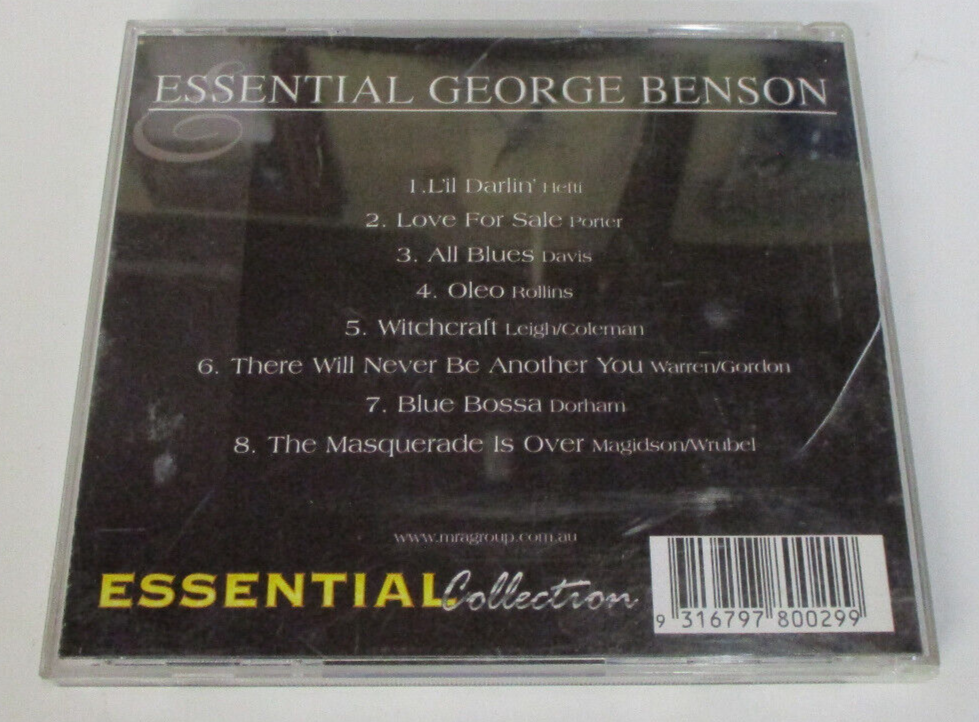 ESSENTIAL GEORGE BENSON
1.L'il Darlin' Hefti
2. Love For Sale Porter
3. All Blues Davis
4. Oleo Rollins
5. Witchcraft Leigh/Coleman
6. There Will Never Be Another You Warren/Gordon
7. Blue Bossa Dorham
8. The Masquerade Is Over Magidson/Wrubel
www.mragroup.com.au
ESSENTIAL Collection
9 316797 800299